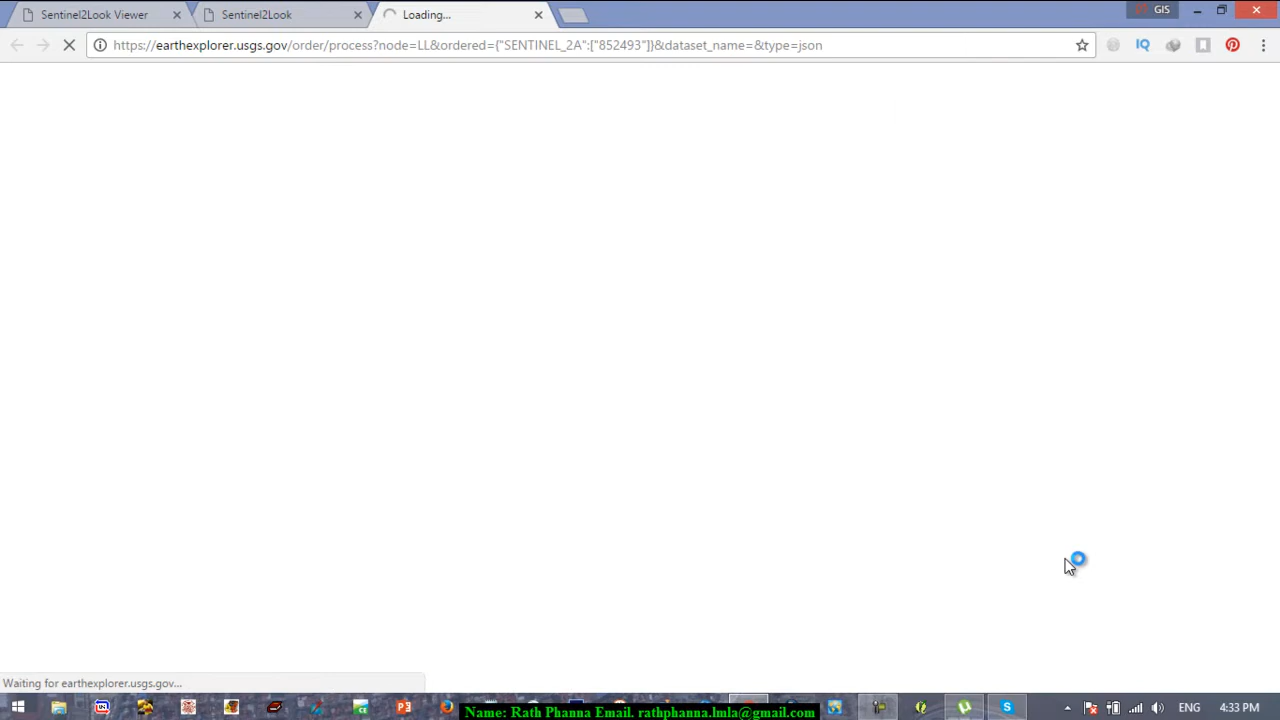 Sentinel2Look Viewer
Sentinel2Look
Loading...
GIS
https://earthexplorer.usgs.gov/order/process?node=LL&ordered={"SENTINEL_2A":["852493"]}&dataset_name=&type=json
IQ
Waiting for earthexplorer.usgs.gov...
Name: Rath Phanna Email. rathphanna.lmla@gmail.com
ENG
4:33 PM